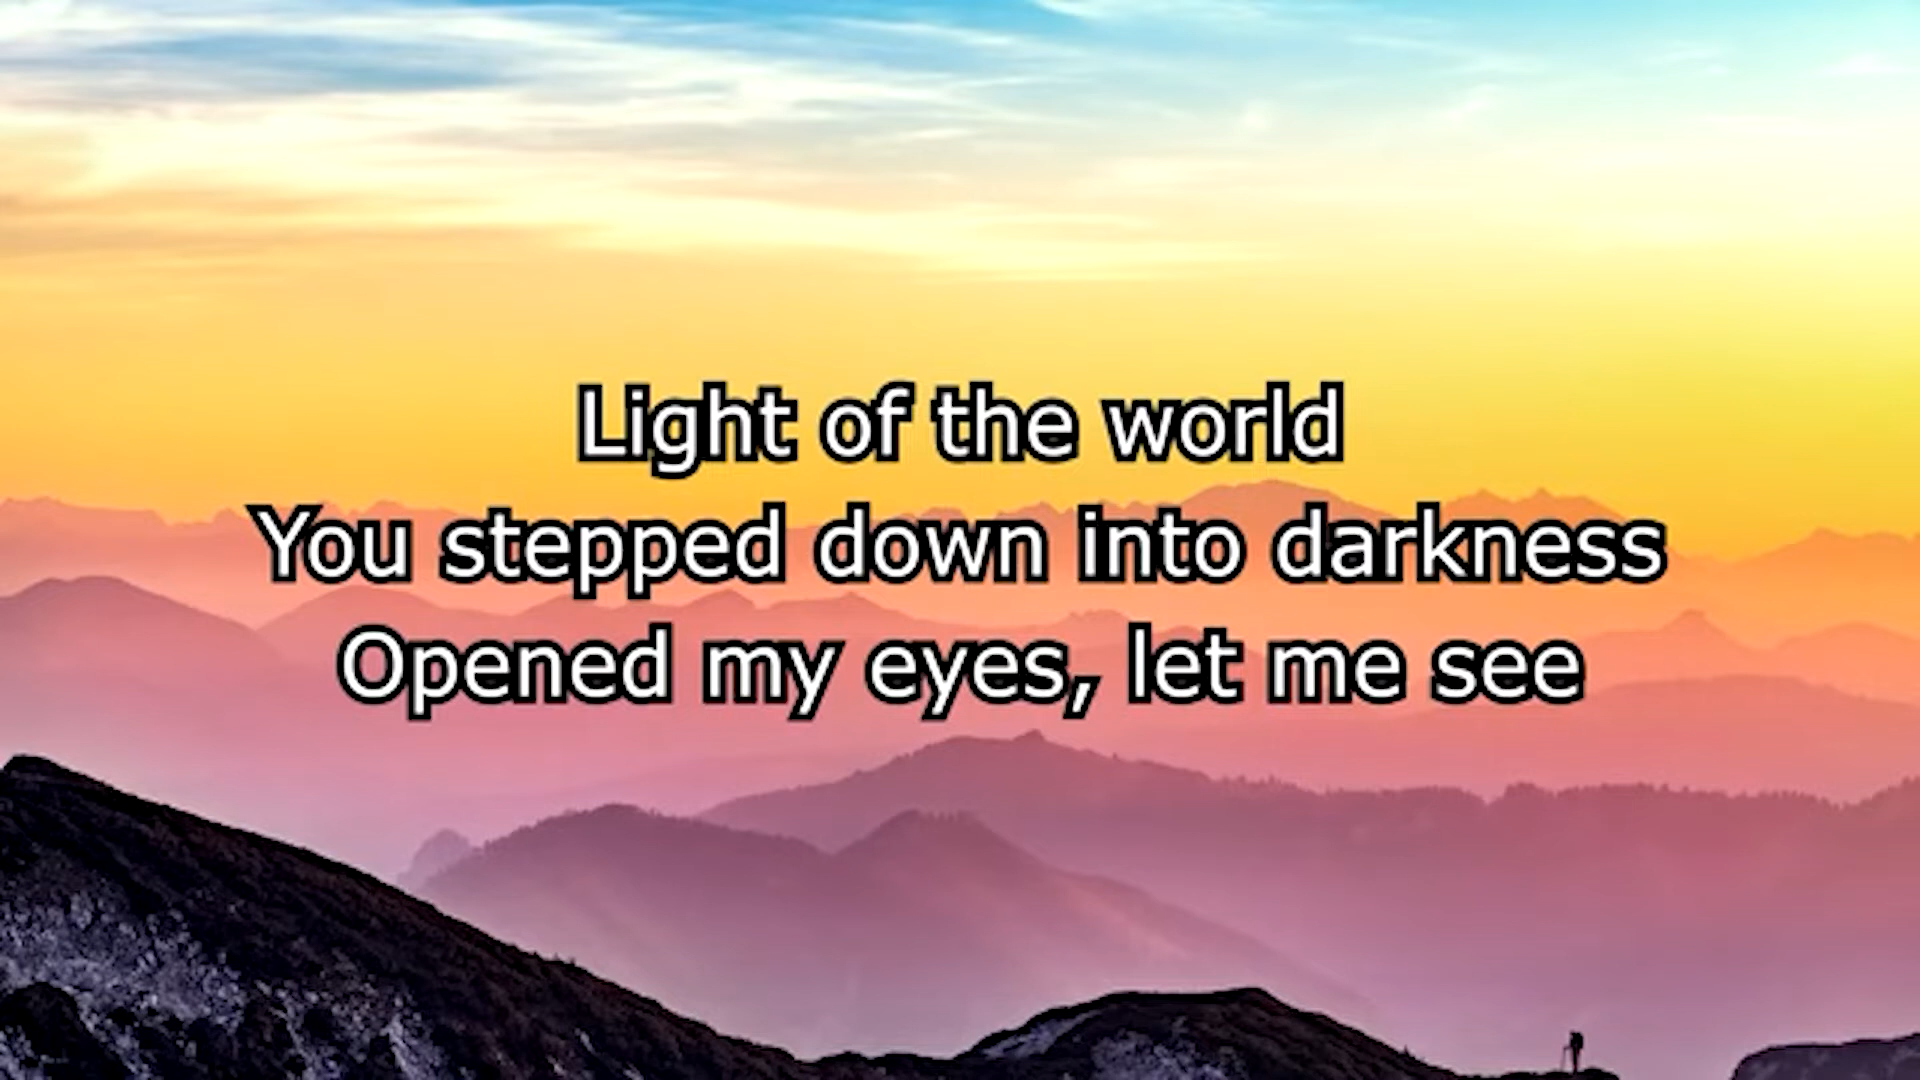 Light of the world
You stepped down into darkness
Opened my eyes, let me see